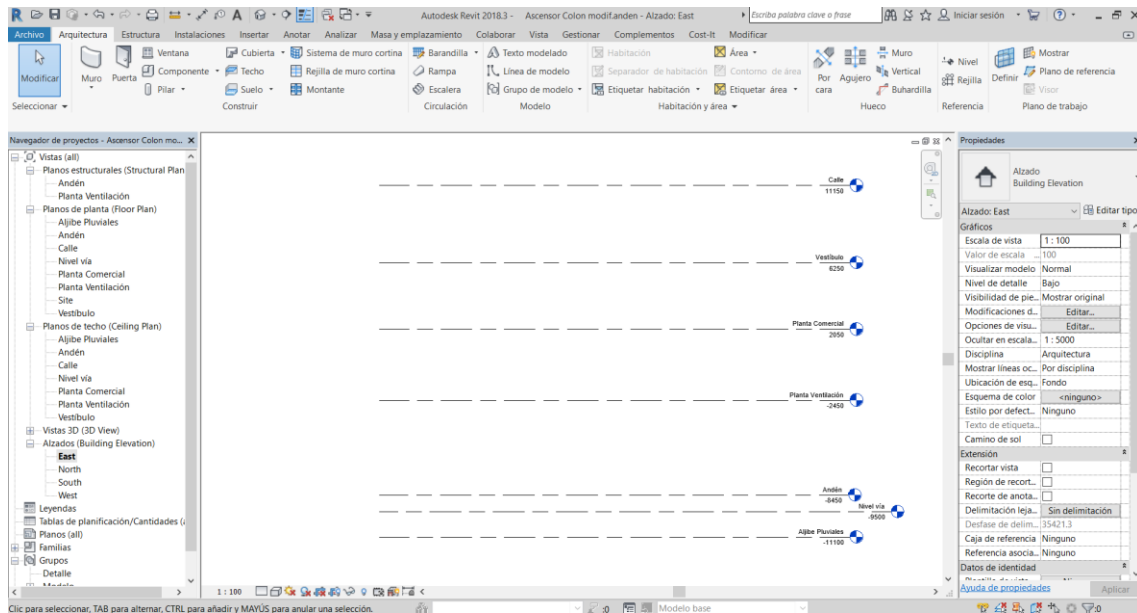 Autodesk Revit 2018.3 - Ascensor Colon modif.anden - Alzado: East
Escriba palabra clave o frase
Iniciar sesión
Archivo Arquitectura Estructura Instalaciones Insertar Anotar Analizar Masa y emplazamiento Colaborar Vista Gestionar Complementos Cost-It Modificar
Modificar
Muro
Puerta
Ventana
Componente
Pilar
Cubierta
Techo
Suelo
Sistema de muro cortina
Rejilla de muro cortina
Montante
Barandilla
Rampa
Escalera
Texto modelado
Línea de modelo
Grupo de modelo
Habitación
Separador de habitación
Etiquetar habitación
Área
Contorno de área
Etiquetar área
Por cara
Agujero
Muro
Vertical
Buhardilla
Nivel
Rejilla
Definir
Mostrar
Plano de referencia
Visor
Seleccionar
Construir
Circulación
Modelo
Habitación y área
Hueco
Referencia
Plano de trabajo
Navegador de proyectos - Ascensor Colon mo...
Vistas (all)
Planos estructurales (Structural Plan
Andén
Planta Ventilación
Planos de planta (Floor Plan)
Aljibe Pluviales
Andén
Calle
Nivel vía
Planta Comercial
Planta Ventilación
Site
Vestíbulo
Planos de techo (Ceiling Plan)
Aljibe Pluviales
Andén
Calle
Nivel vía
Planta Comercial
Planta Ventilación
Vestíbulo
Vistas 3D (3D View)
Alzados (Building Elevation)
East
North
South
West
Leyendas
Tablas de planificación/Cantidades (
Planos (all)
Familias
Grupos
Detalle
Calle
11150
Vestíbulo
6250
Planta Comercial
2050
Planta Ventilación
-2450
Andén
-8450
Nivel vía
-9500
Aljibe Pluviales
-11100
Propiedades
Alzado
Building Elevation
Alzado: East
Editar tipo
Gráficos
Escala de vista 1 : 100
Valor de escala ... 100
Visualizar modelo Normal
Nivel de detalle Bajo
Visibilidad de pie... Mostrar original
Modificaciones d... Editar...
Opciones de visu... Editar...
Ocultar en escala... 1 : 5000
Disciplina Arquitectura
Mostrar líneas oc... Por disciplina
Ubicación de esq... Fondo
Esquema de color <ninguno>
Estilo por defect... Ninguno
Texto de etiqueta...
Camino de sol
Extensión
Recortar vista
Región de recort...
Recorte de anota...
Delimitación leja... Sin delimitación
Desfase de delim... 35421.3
Caja de referencia Ninguno
Referencia asocia... Ninguno
Datos de identidad
Ayuda de propiedades
Aplicar
1 : 100
Clic para seleccionar, TAB para alternar, CTRL para añadir y MAYÚS para anular una selección.
:0
Modelo base
:0